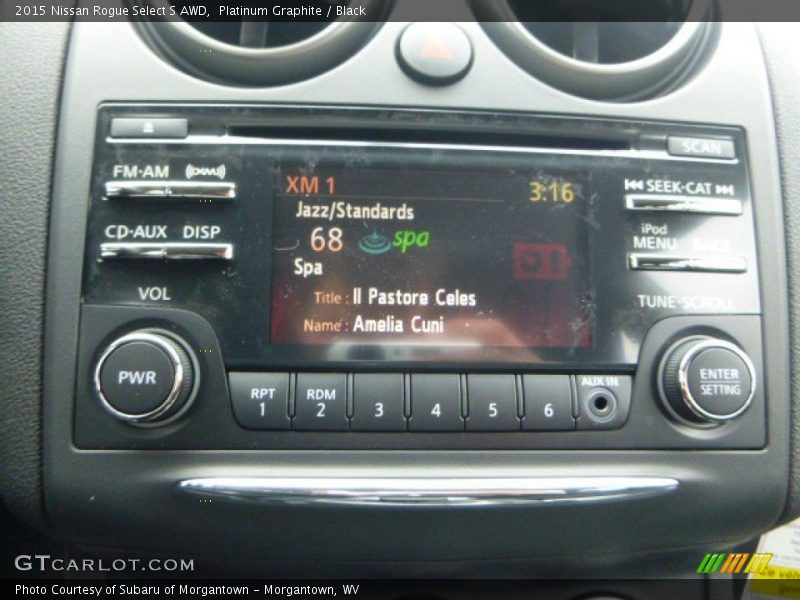 2015 Nissan Rogue Select S AWD, Platinum Graphite / Black
SCAN
FM·AM (XM)
SEEK·CAT
XM 1 3:16
Jazz/Standards
CD·AUX DISP
68 spa
iPod
MENU BACK
Spa
VOL
Title : Il Pastore Celes
TUNE·SCROLL
Name : Amelia Cuni
PWR
ENTER
SETTING
RPT
1
RDM
2
3
4
5
6
AUX IN
GTCARLOT.COM
Photo Courtesy of Subaru of Morgantown - Morgantown, WV